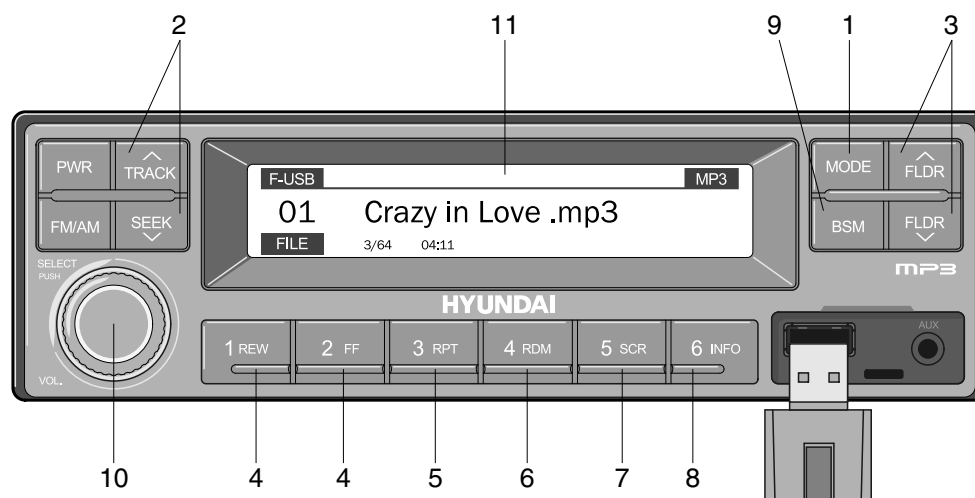 2 11 9 1 3
PWR TRACK
FM/AM SEEK
F-USB MP3
01 Crazy in Love .mp3
FILE 3/64 04:11
MODE FLDR
BSM FLDR
MP3
SELECT
PUSH
VOL.
HYUNDAI
1 REW 2 FF 3 RPT 4 RDM 5 SCR 6 INFO
AUX
10 4 4 5 6 7 8